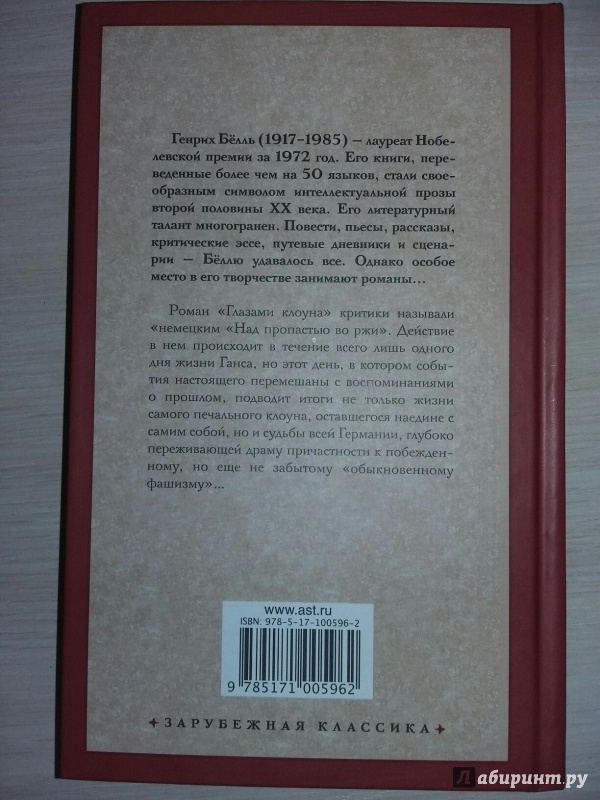 Генрих Бёлль (1917–1985) — лауреат Нобе-
левской премии за 1972 год. Его книги, пере-
веденные более чем на 50 языков, стали свое-
образным символом интеллектуальной прозы
второй половины XX века. Его литературный
талант многогранен. Повести, пьесы, рассказы,
критические эссе, путевые дневники и сцена-
рии — Бёллю удавалось все. Однако особое
место в его творчестве занимают романы...
Роман «Глазами клоуна» критики называли
«немецким «Над пропастью во ржи». Действие
в нем происходит в течение всего лишь одного
дня жизни Ганса, но этот день, в котором собы-
тия настоящего перемешаны с воспоминаниями
о прошлом, подводит итоги не только жизни
самого печального клоуна, оставшегося наедине с
самим собой, но и судьбы всей Германии, глубоко
переживающей драму причастности к побежден-
ному, но еще не забытому «обыкновенному
фашизму»...
www.ast.ru
ISBN: 978-5-17-100596-2
9 785171 005962
ЗАРУБЕЖНАЯ КЛАССИКА
Лабиринт.ру